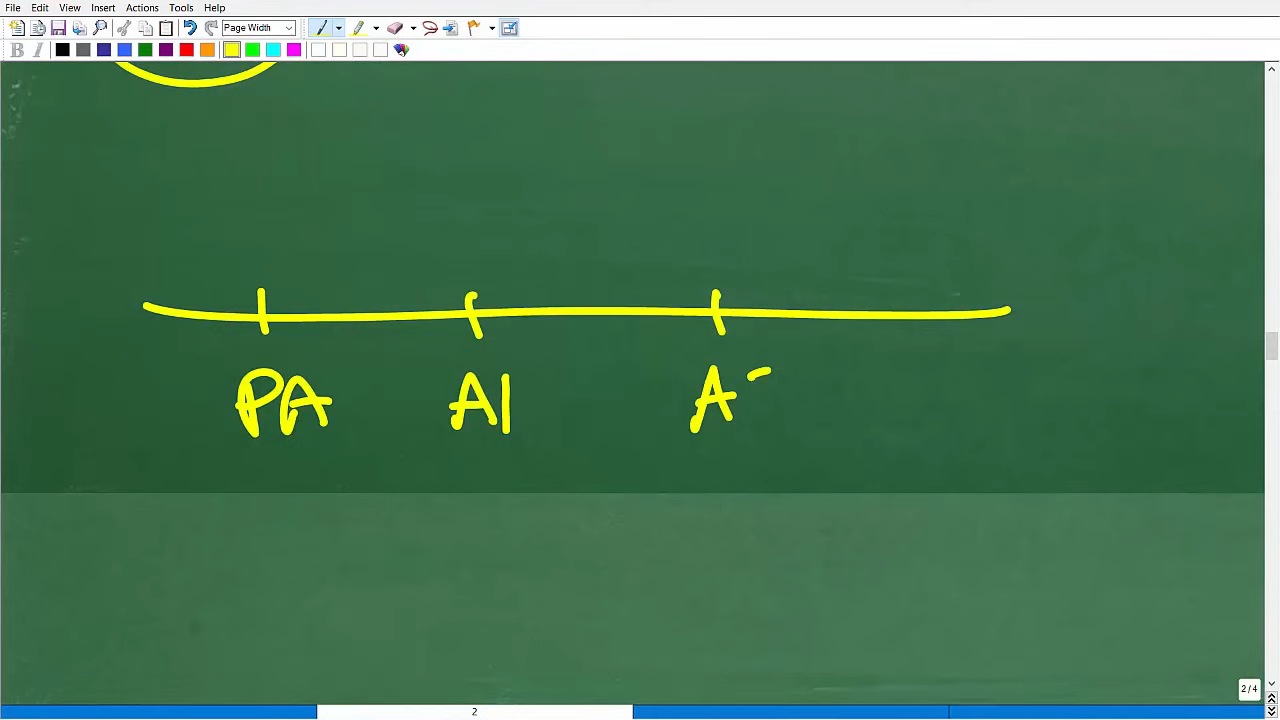 File Edit View Insert Actions Tools Help
Page Width
B I
PA A1 A
2 / 4
2